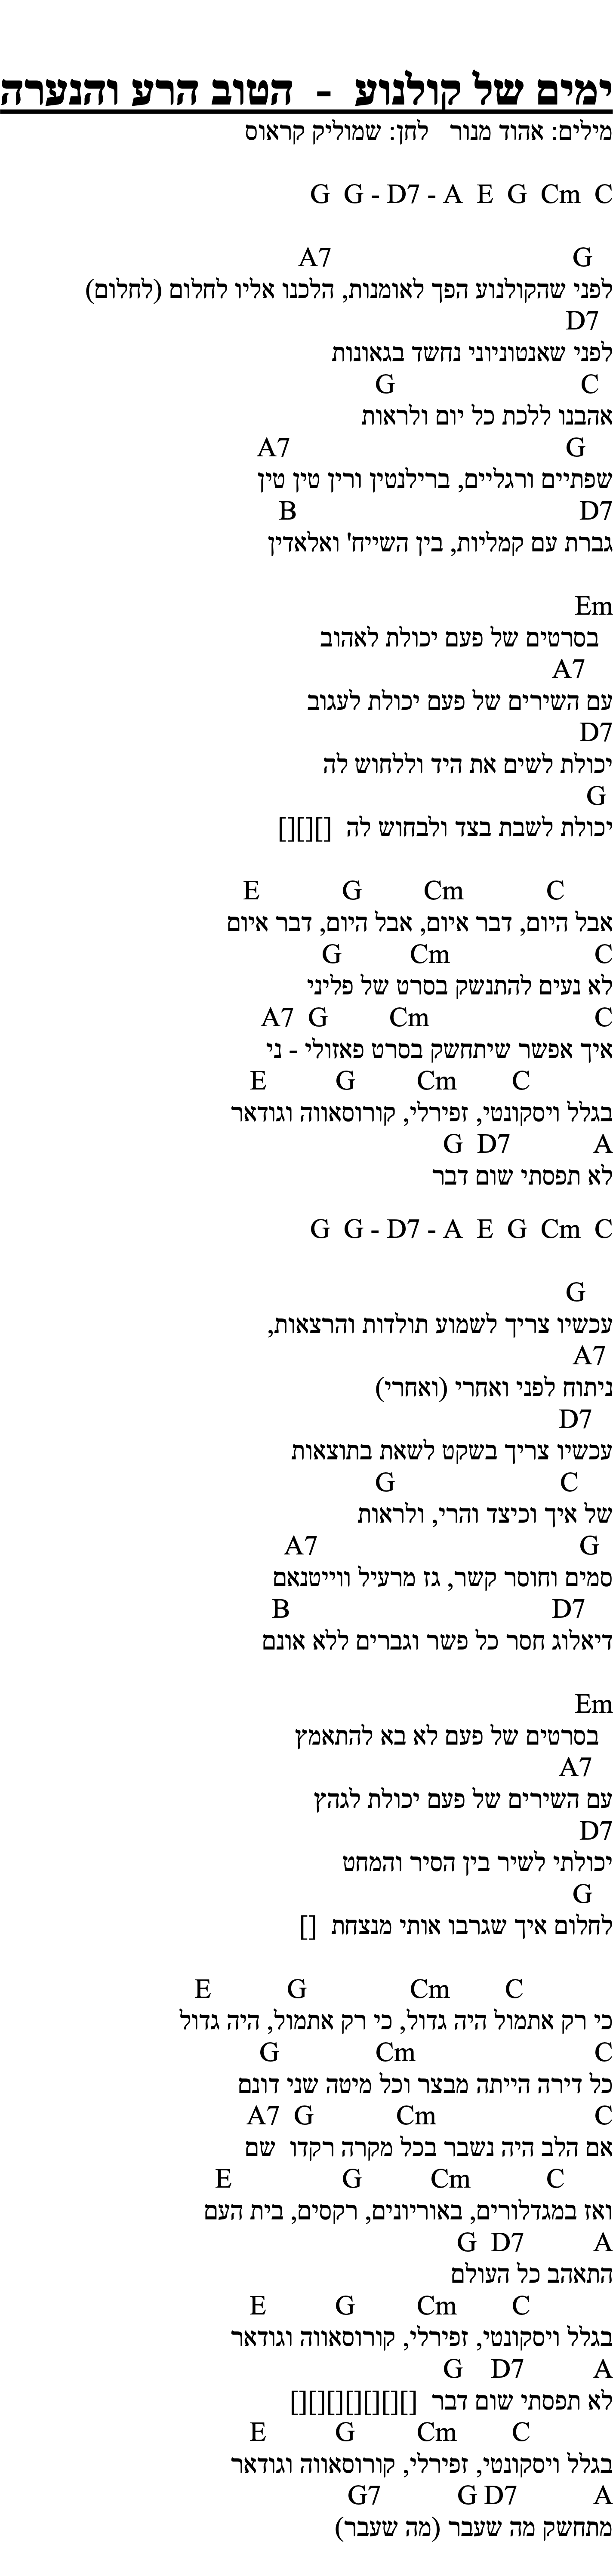 ימים של קולנוע - הטוב הרע והנערה
מילים: אהוד מנור לחן: שמוליק קראוס
G G - D7 - A E G Cm C
A7 G
לפני שהקולנוע הפך לאומנות, הלכנו אליו לחלום (לחלום)
D7
לפני שאנטוניוני נחשד בגאונות
G C
אהבנו ללכת כל יום ולראות
A7 G
שפתיים ורגליים, ברילנטין ורין טין טין
B D7
גברת עם קמליות, בין השייח' ואלאדין
Em
בסרטים של פעם יכולת לאהוב
A7
עם השירים של פעם יכולת לעגוב
D7
יכולת לשים את היד וללחוש לה
G
יכולת לשבת בצד ולבחוש לה [][][]
E G Cm C
אבל היום, דבר איום, אבל היום, דבר איום
G Cm C
לא נעים להתנשק בסרט של פליני
A7 G Cm C
איך אפשר שיתחשק בסרט פאזולי - ני
E G Cm C
בגלל ויסקונטי, זפירלי, קורוסאווה וגודאר
G D7 A
לא תפסתי שום דבר
G G - D7 - A E G Cm C
G
עכשיו צריך לשמוע תולדות והרצאות,
A7
ניתוח לפני ואחרי (ואחרי)
D7
עכשיו צריך בשקט לשאת בתוצאות
G C
של איך וכיצד והרי, ולראות
A7 G
סמים וחוסר קשר, גז מרעיל ווייטנאם
B D7
דיאלוג חסר כל פשר וגברים ללא אונם
Em
בסרטים של פעם לא בא להתאמץ
A7
עם השירים של פעם יכולת לגהץ
D7
יכולתי לשיר בין הסיר והמחט
G
לחלום איך שגרבו אותי מנצחת []
E G Cm C
כי רק אתמול היה גדול, כי רק אתמול, היה גדול
G Cm C
כל דירה הייתה מבצר וכל מיטה שני דונם
A7 G Cm C
אם הלב היה נשבר בכל מקרה רקדו שם
E G Cm C
ואז במגדלורים, באוריונים, רקסים, בית העם
G D7 A
התאהב כל העולם
E G Cm C
בגלל ויסקונטי, זפירלי, קורוסאווה וגודאר
G D7 A
לא תפסתי שום דבר [][][][][][][]
E G Cm C
בגלל ויסקונטי, זפירלי, קורוסאווה וגודאר
G7 G D7 A
מתחשק מה שעבר (מה שעבר)